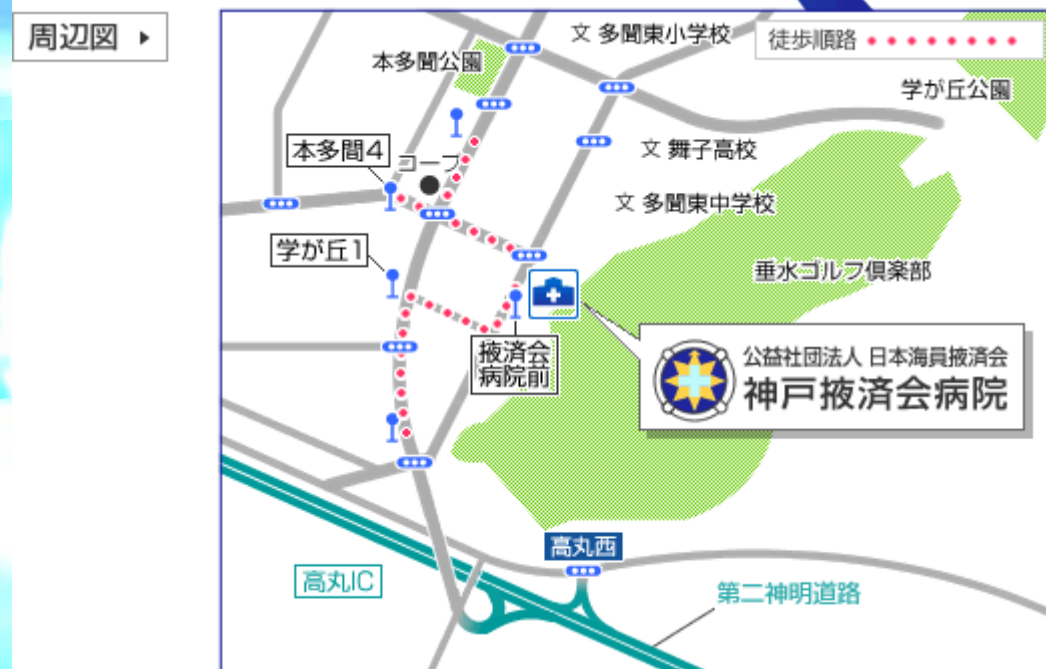 周辺図
文 多聞東小学校
徒歩順路
本多聞公園
学が丘公園
本多聞4
コープ
文 舞子高校
文 多聞東中学校
学が丘1
垂水ゴルフ倶楽部
掖済会
病院前
公益社団法人 日本海員掖済会
神戸掖済会病院
高丸西
高丸IC
第二神明道路